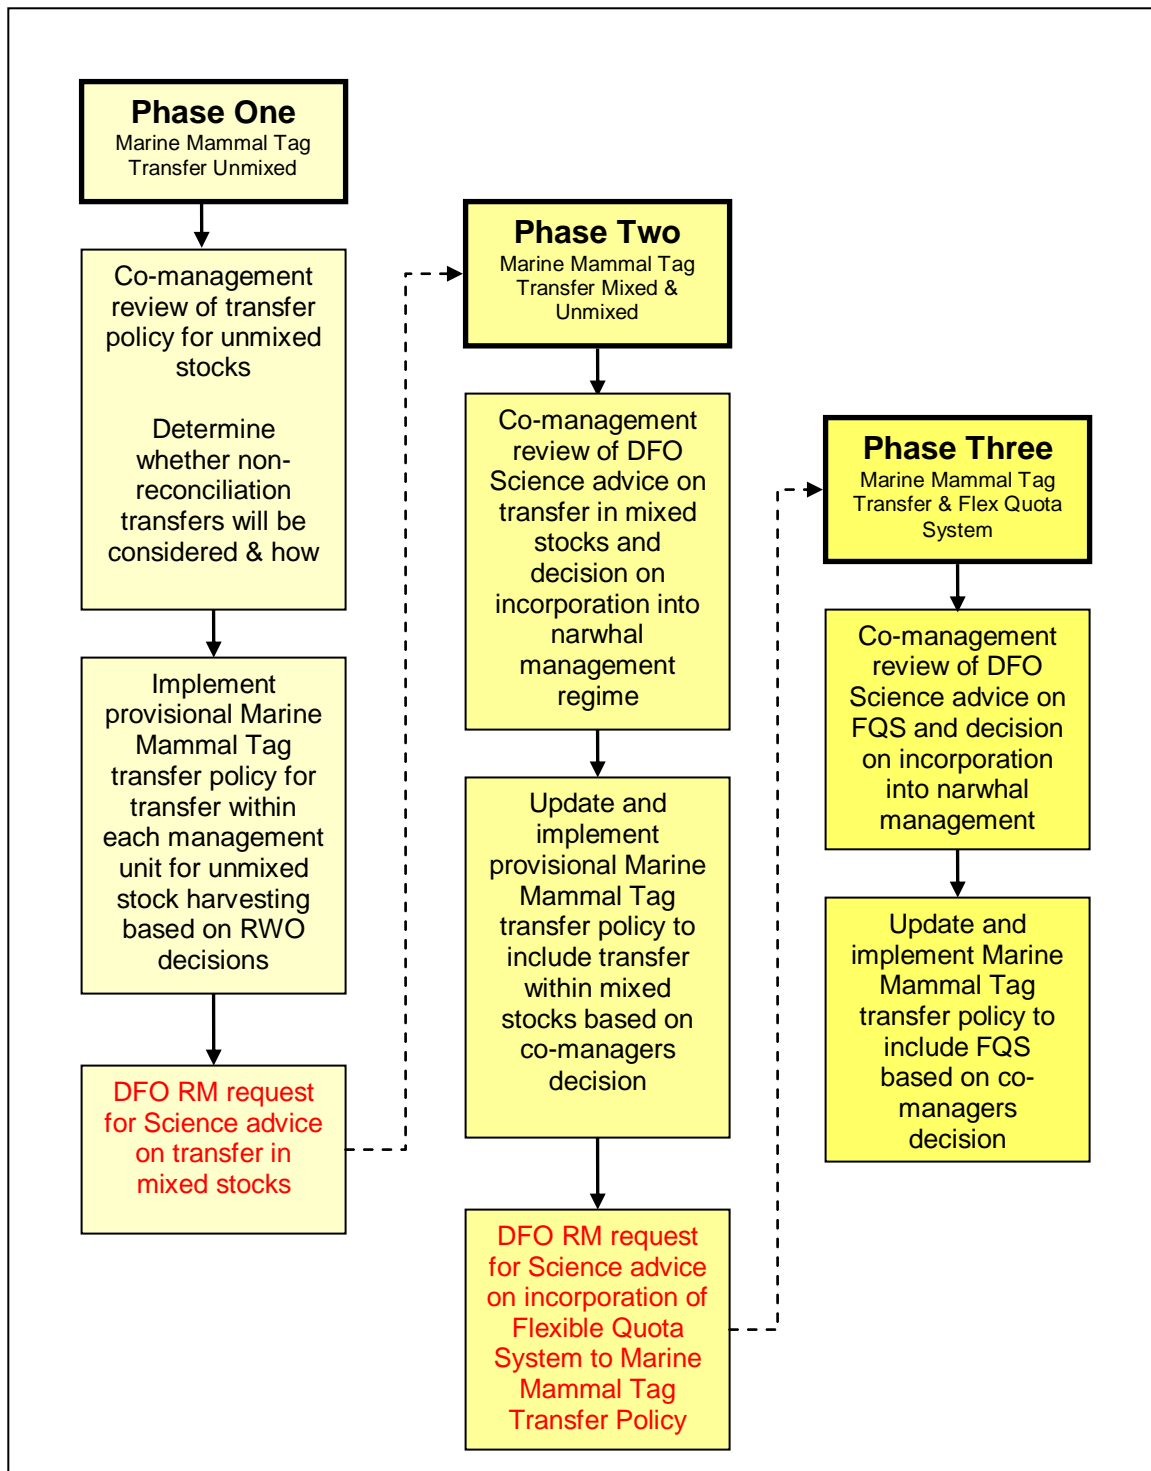 Phase One
Marine Mammal Tag
Transfer Unmixed
Co-management
review of transfer
policy for unmixed
stocks
Determine
whether non-
reconciliation
transfers will be
considered & how
Implement
provisional Marine
Mammal Tag
transfer policy for
transfer within
each management
unit for unmixed
stock harvesting
based on RWO
decisions
DFO RM request
for Science advice
on transfer in
mixed stocks
Phase Two
Marine Mammal Tag
Transfer Mixed &
Unmixed
Co-management
review of DFO
Science advice on
transfer in mixed
stocks and
decision on
incorporation into
narwhal
management
regime
Update and
implement
provisional Marine
Mammal Tag
transfer policy to
include transfer
within mixed
stocks based on
co-managers
decision
DFO RM request
for Science advice
on incorporation of
Flexible Quota
System to Marine
Mammal Tag
Transfer Policy
Phase Three
Marine Mammal Tag
Transfer & Flex Quota
System
Co-management
review of DFO
Science advice on
FQS and decision
on incorporation
into narwhal
management
Update and
implement Marine
Mammal Tag
transfer policy to
include FQS
based on co-
managers
decision